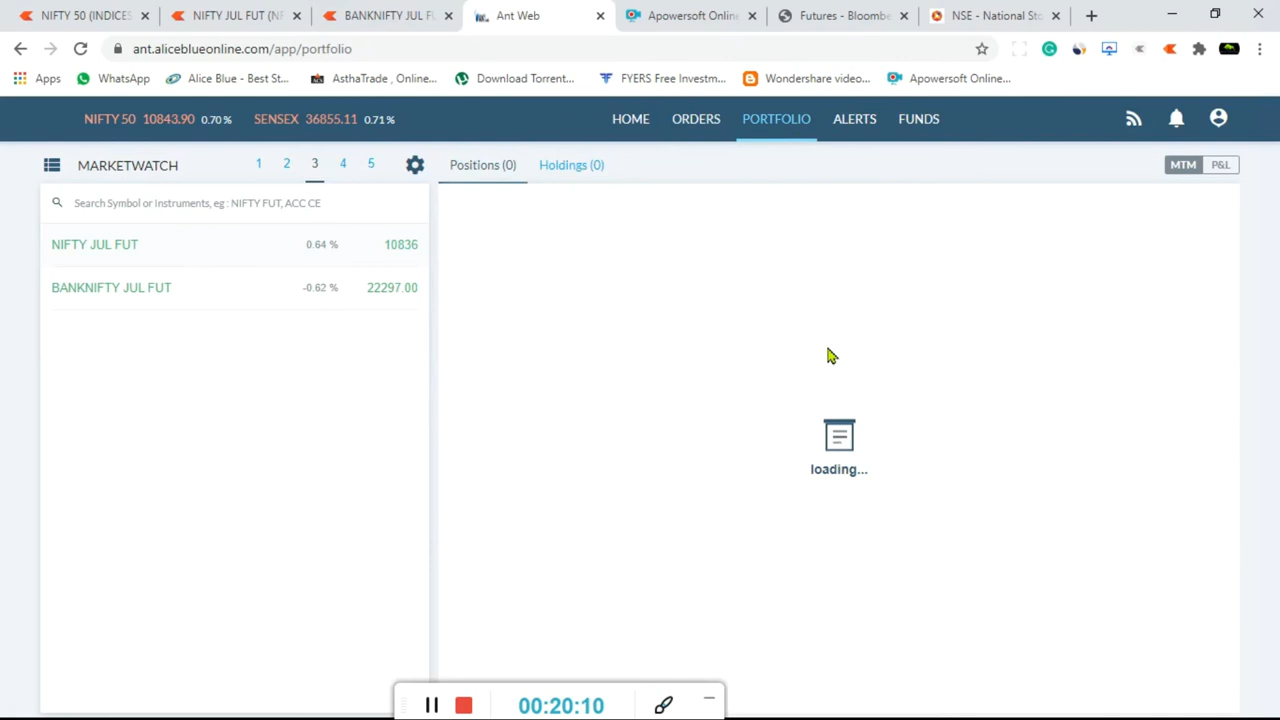 NIFTY 50 (INDICES
NIFTY JUL FUT (NF
BANKNIFTY JUL FU
Ant Web
Apowersoft Online
Futures - Bloombe
NSE - National Sto
ant.aliceblueonline.com/app/portfolio
Apps
WhatsApp
Alice Blue - Best St...
AsthaTrade , Online...
Download Torrent...
FYERS Free Investm...
Wondershare video...
Apowersoft Online...
NIFTY 50 10843.90 0.70 %
SENSEX 36855.11 0.71 %
HOME
ORDERS
PORTFOLIO
ALERTS
FUNDS
MARKETWATCH
1 2 3 4 5
Positions (0)
Holdings (0)
MTM
P&L
Search Symbol or Instruments, eg : NIFTY FUT, ACC CE
NIFTY JUL FUT 0.64 % 10836
BANKNIFTY JUL FUT -0.62 % 22297.00
loading...
00:20:10